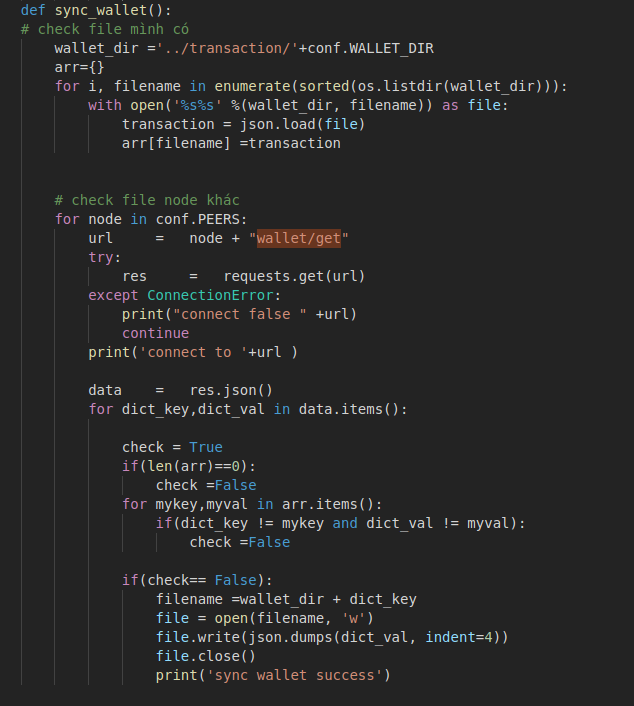 def sync_wallet():
# check file mình có
    wallet_dir ='../transaction/'+conf.WALLET_DIR
    arr={}
    for i, filename in enumerate(sorted(os.listdir(wallet_dir))):
        with open('%s%s' %(wallet_dir, filename)) as file:
            transaction = json.load(file)
            arr[filename] =transaction
    # check file node khác
    for node in conf.PEERS:
        url     =   node + "wallet/get"
        try:
            res     =   requests.get(url)
        except ConnectionError:
            print("connect false " +url)
            continue
        print('connect to '+url )
        data    =   res.json()
        for dict_key,dict_val in data.items():
            check = True
            if(len(arr)==0):
                check =False
            for mykey,myval in arr.items():
                if(dict_key != mykey and dict_val != myval):
                    check =False
            if(check== False):
                filename =wallet_dir + dict_key
                file = open(filename, 'w')
                file.write(json.dumps(dict_val, indent=4))
                file.close()
                print('sync wallet success')